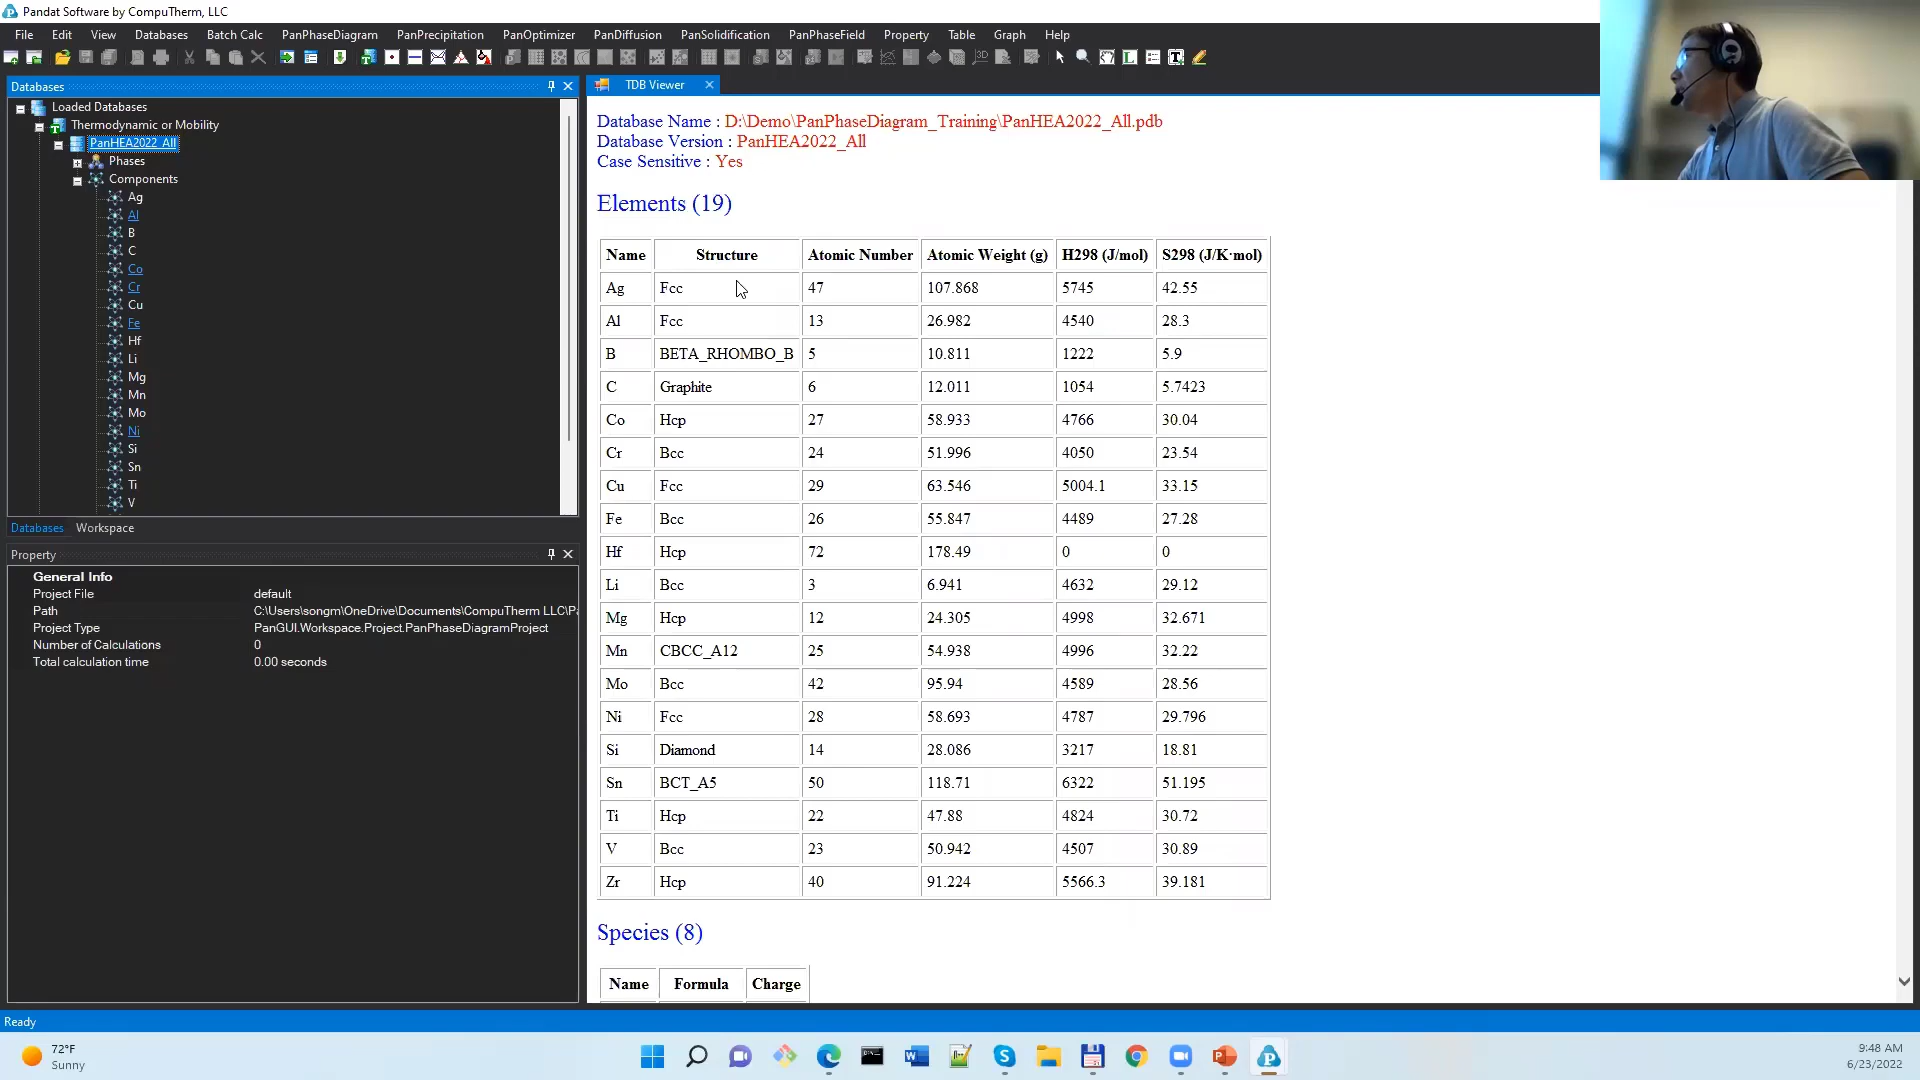 Pandat Software by CompuTherm, LLC
File Edit View Databases Batch Calc PanPhaseDiagram PanPrecipitation PanOptimizer PanDiffusion PanSolidification PanPhaseField Property Table Graph Help
Databases
Loaded Databases
Thermodynamic or Mobility
PanHEA2022_All
Phases
Components
Ag
Al
B
C
Co
Cr
Cu
Fe
Hf
Li
Mg
Mn
Mo
Ni
Si
Sn
Ti
V
Databases Workspace
Property
General Info
Project File default
Path C:\Users\songm\OneDrive\Documents\CompuTherm LLC\P
Project Type PanGUI.Workspace.Project.PanPhaseDiagramProject
Number of Calculations 0
Total calculation time 0.00 seconds
TDB Viewer
Database Name : D:\Demo\PanPhaseDiagram_Training\PanHEA2022_All.pdb
Database Version : PanHEA2022_All
Case Sensitive : Yes
Elements (19)
Name Structure Atomic Number Atomic Weight (g) H298 (J/mol) S298 (J/K·mol)
Ag Fcc 47 107.868 5745 42.55
Al Fcc 13 26.982 4540 28.3
B BETA_RHOMBO_B 5 10.811 1222 5.9
C Graphite 6 12.011 1054 5.7423
Co Hcp 27 58.933 4766 30.04
Cr Bcc 24 51.996 4050 23.54
Cu Fcc 29 63.546 5004.1 33.15
Fe Bcc 26 55.847 4489 27.28
Hf Hcp 72 178.49 0 0
Li Bcc 3 6.941 4632 29.12
Mg Hcp 12 24.305 4998 32.671
Mn CBCC_A12 25 54.938 4996 32.22
Mo Bcc 42 95.94 4589 28.56
Ni Fcc 28 58.693 4787 29.796
Si Diamond 14 28.086 3217 18.81
Sn BCT_A5 50 118.71 6322 51.195
Ti Hcp 22 47.88 4824 30.72
V Bcc 23 50.942 4507 30.89
Zr Hcp 40 91.224 5566.3 39.181
Species (8)
Name Formula Charge
Ready
72°F
Sunny
9:48 AM
6/23/2022